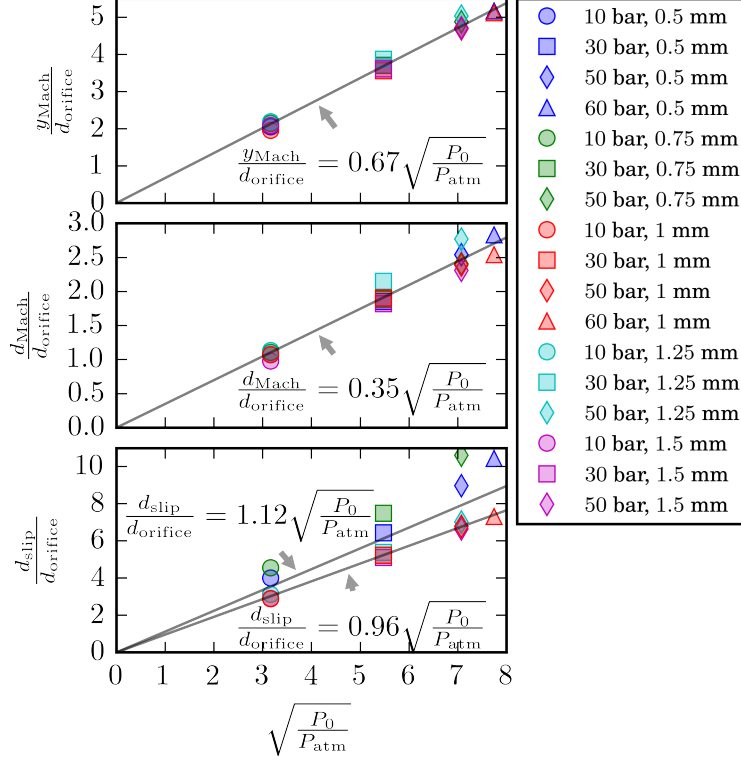 5
4
3
2
1
0
y_Mach / d_orifice
y_Mach / d_orifice = 0.67 √(P_0 / P_atm)
3.0
2.5
2.0
1.5
1.0
0.5
0.0
d_Mach / d_orifice
d_Mach / d_orifice = 0.35 √(P_0 / P_atm)
10
8
6
4
2
0
d_slip / d_orifice
d_slip / d_orifice = 1.12 √(P_0 / P_atm)
d_slip / d_orifice = 0.96 √(P_0 / P_atm)
0 1 2 3 4 5 6 7 8
√(P_0 / P_atm)
10 bar, 0.5 mm
30 bar, 0.5 mm
50 bar, 0.5 mm
60 bar, 0.5 mm
10 bar, 0.75 mm
30 bar, 0.75 mm
50 bar, 0.75 mm
10 bar, 1 mm
30 bar, 1 mm
50 bar, 1 mm
60 bar, 1 mm
10 bar, 1.25 mm
30 bar, 1.25 mm
50 bar, 1.25 mm
10 bar, 1.5 mm
30 bar, 1.5 mm
50 bar, 1.5 mm